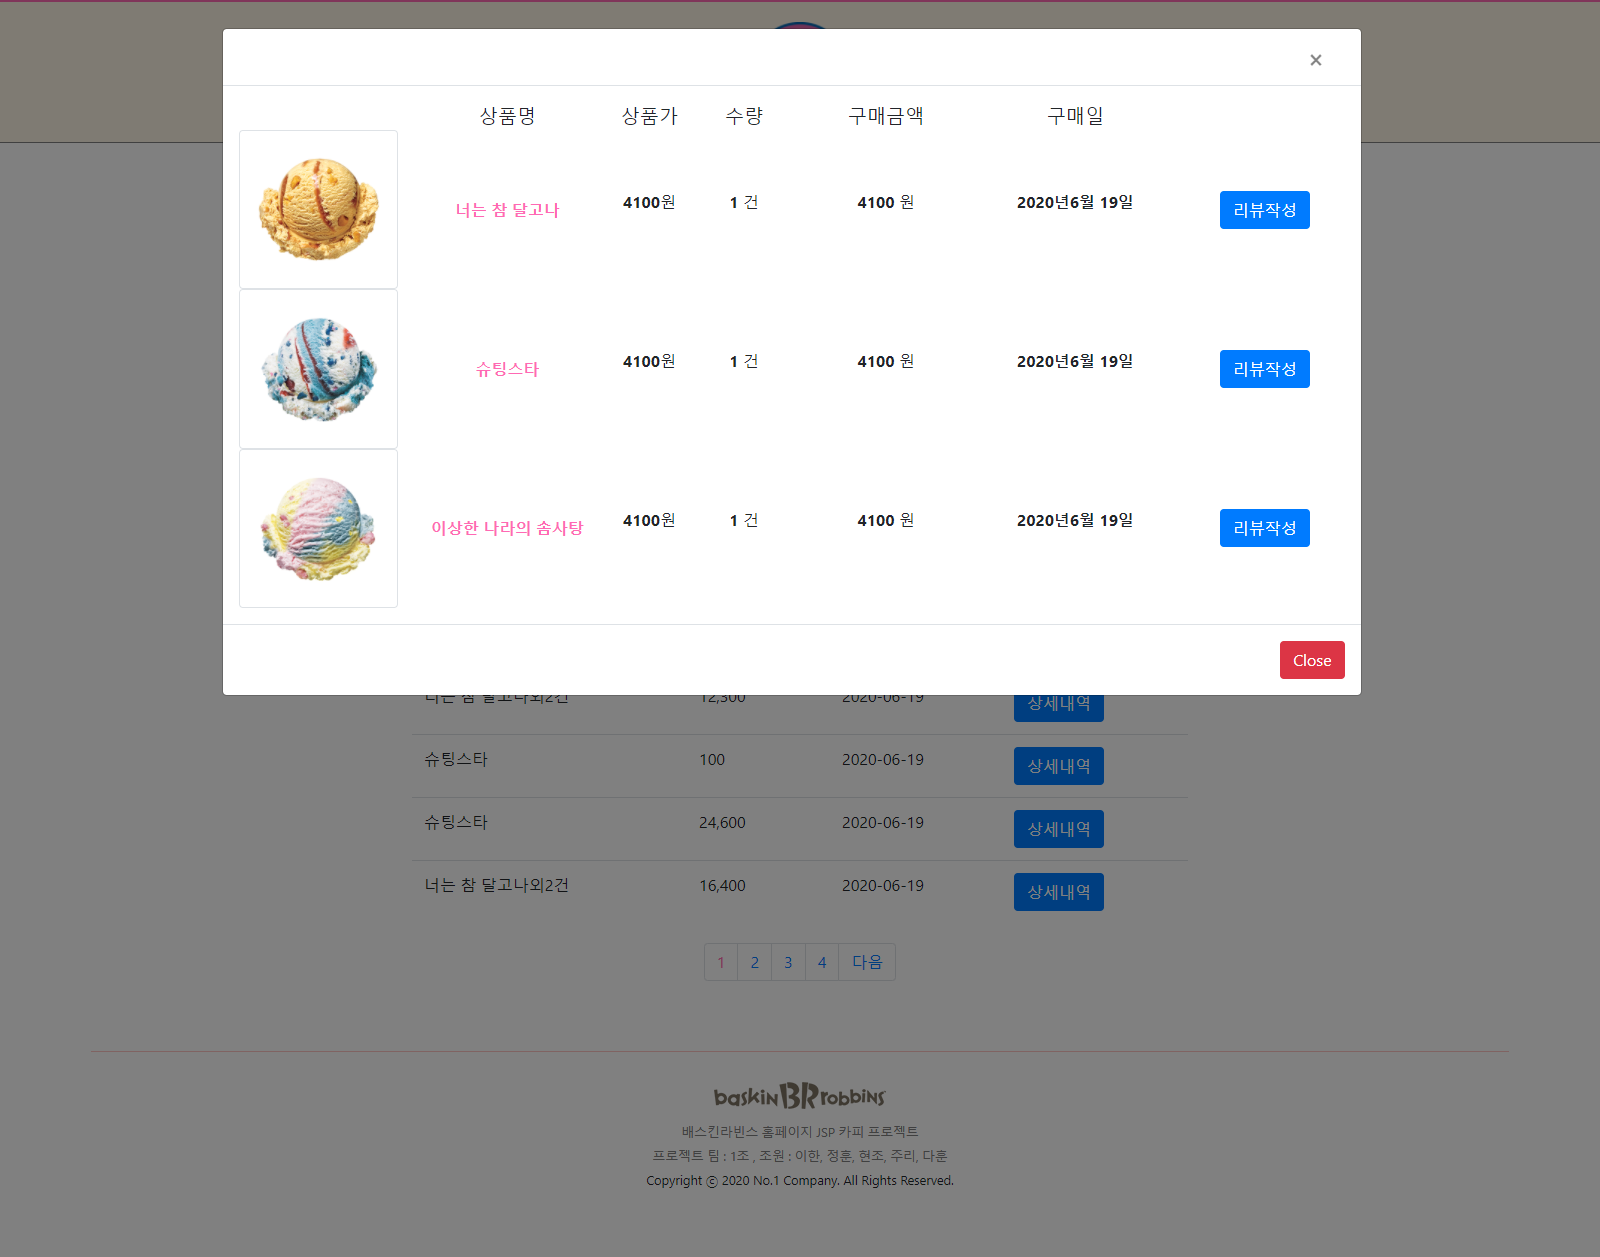 ×
상품명 상품가 수량 구매금액 구매일
너는 참 달고나 4100원 1 건 4100 원 2020년6월 19일 리뷰작성
슈팅스타 4100원 1 건 4100 원 2020년6월 19일 리뷰작성
이상한 나라의 솜사탕 4100원 1 건 4100 원 2020년6월 19일 리뷰작성
Close
너는 참 달고나외2건 12,300 2020-06-19 상세내역
슈팅스타 100 2020-06-19 상세내역
슈팅스타 24,600 2020-06-19 상세내역
너는 참 달고나외2건 16,400 2020-06-19 상세내역
1 2 3 4 다음
baskin BR robbins
배스킨라빈스 홈페이지 JSP 카피 프로젝트
프로젝트 팀 : 1조 , 조원 : 이한, 정훈, 현조, 주리, 다훈
Copyright ⓒ 2020 No.1 Company. All Rights Reserved.